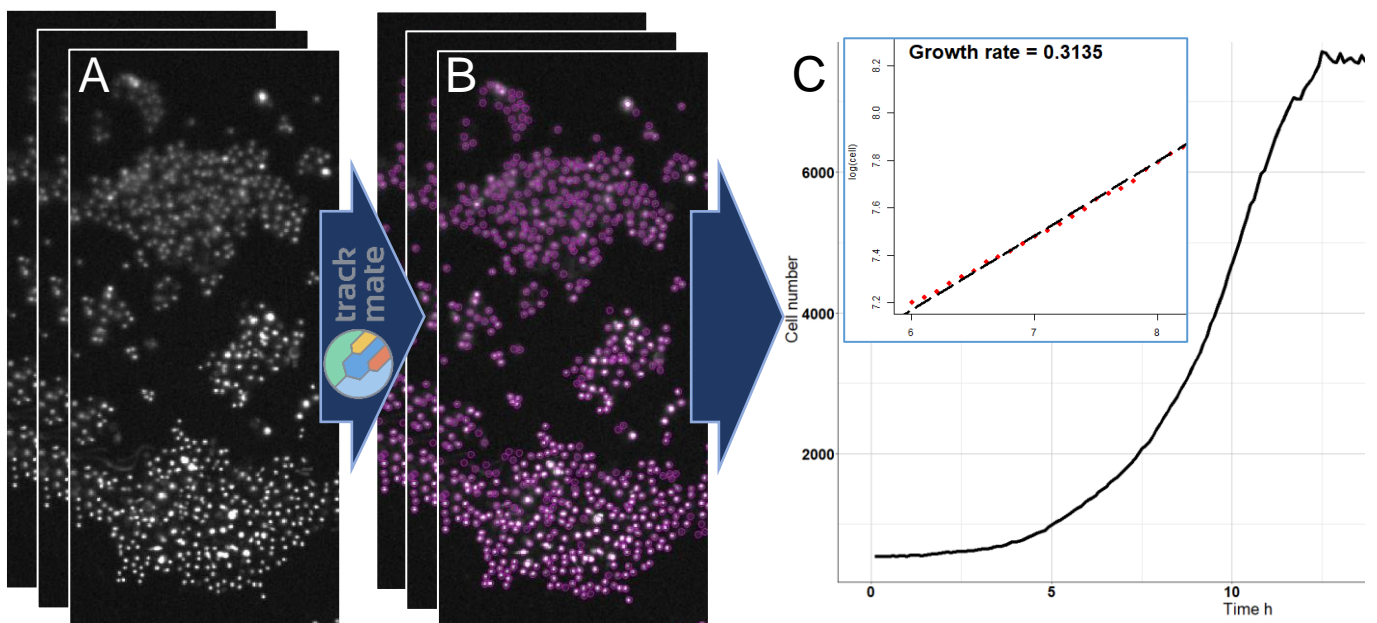 A
B
C
track
mate
Growth rate = 0.3135
log(cell)
8.2
8.0
7.8
7.6
7.4
7.2
6
7
8
Cell number
6000
4000
2000
0
5
10
Time h